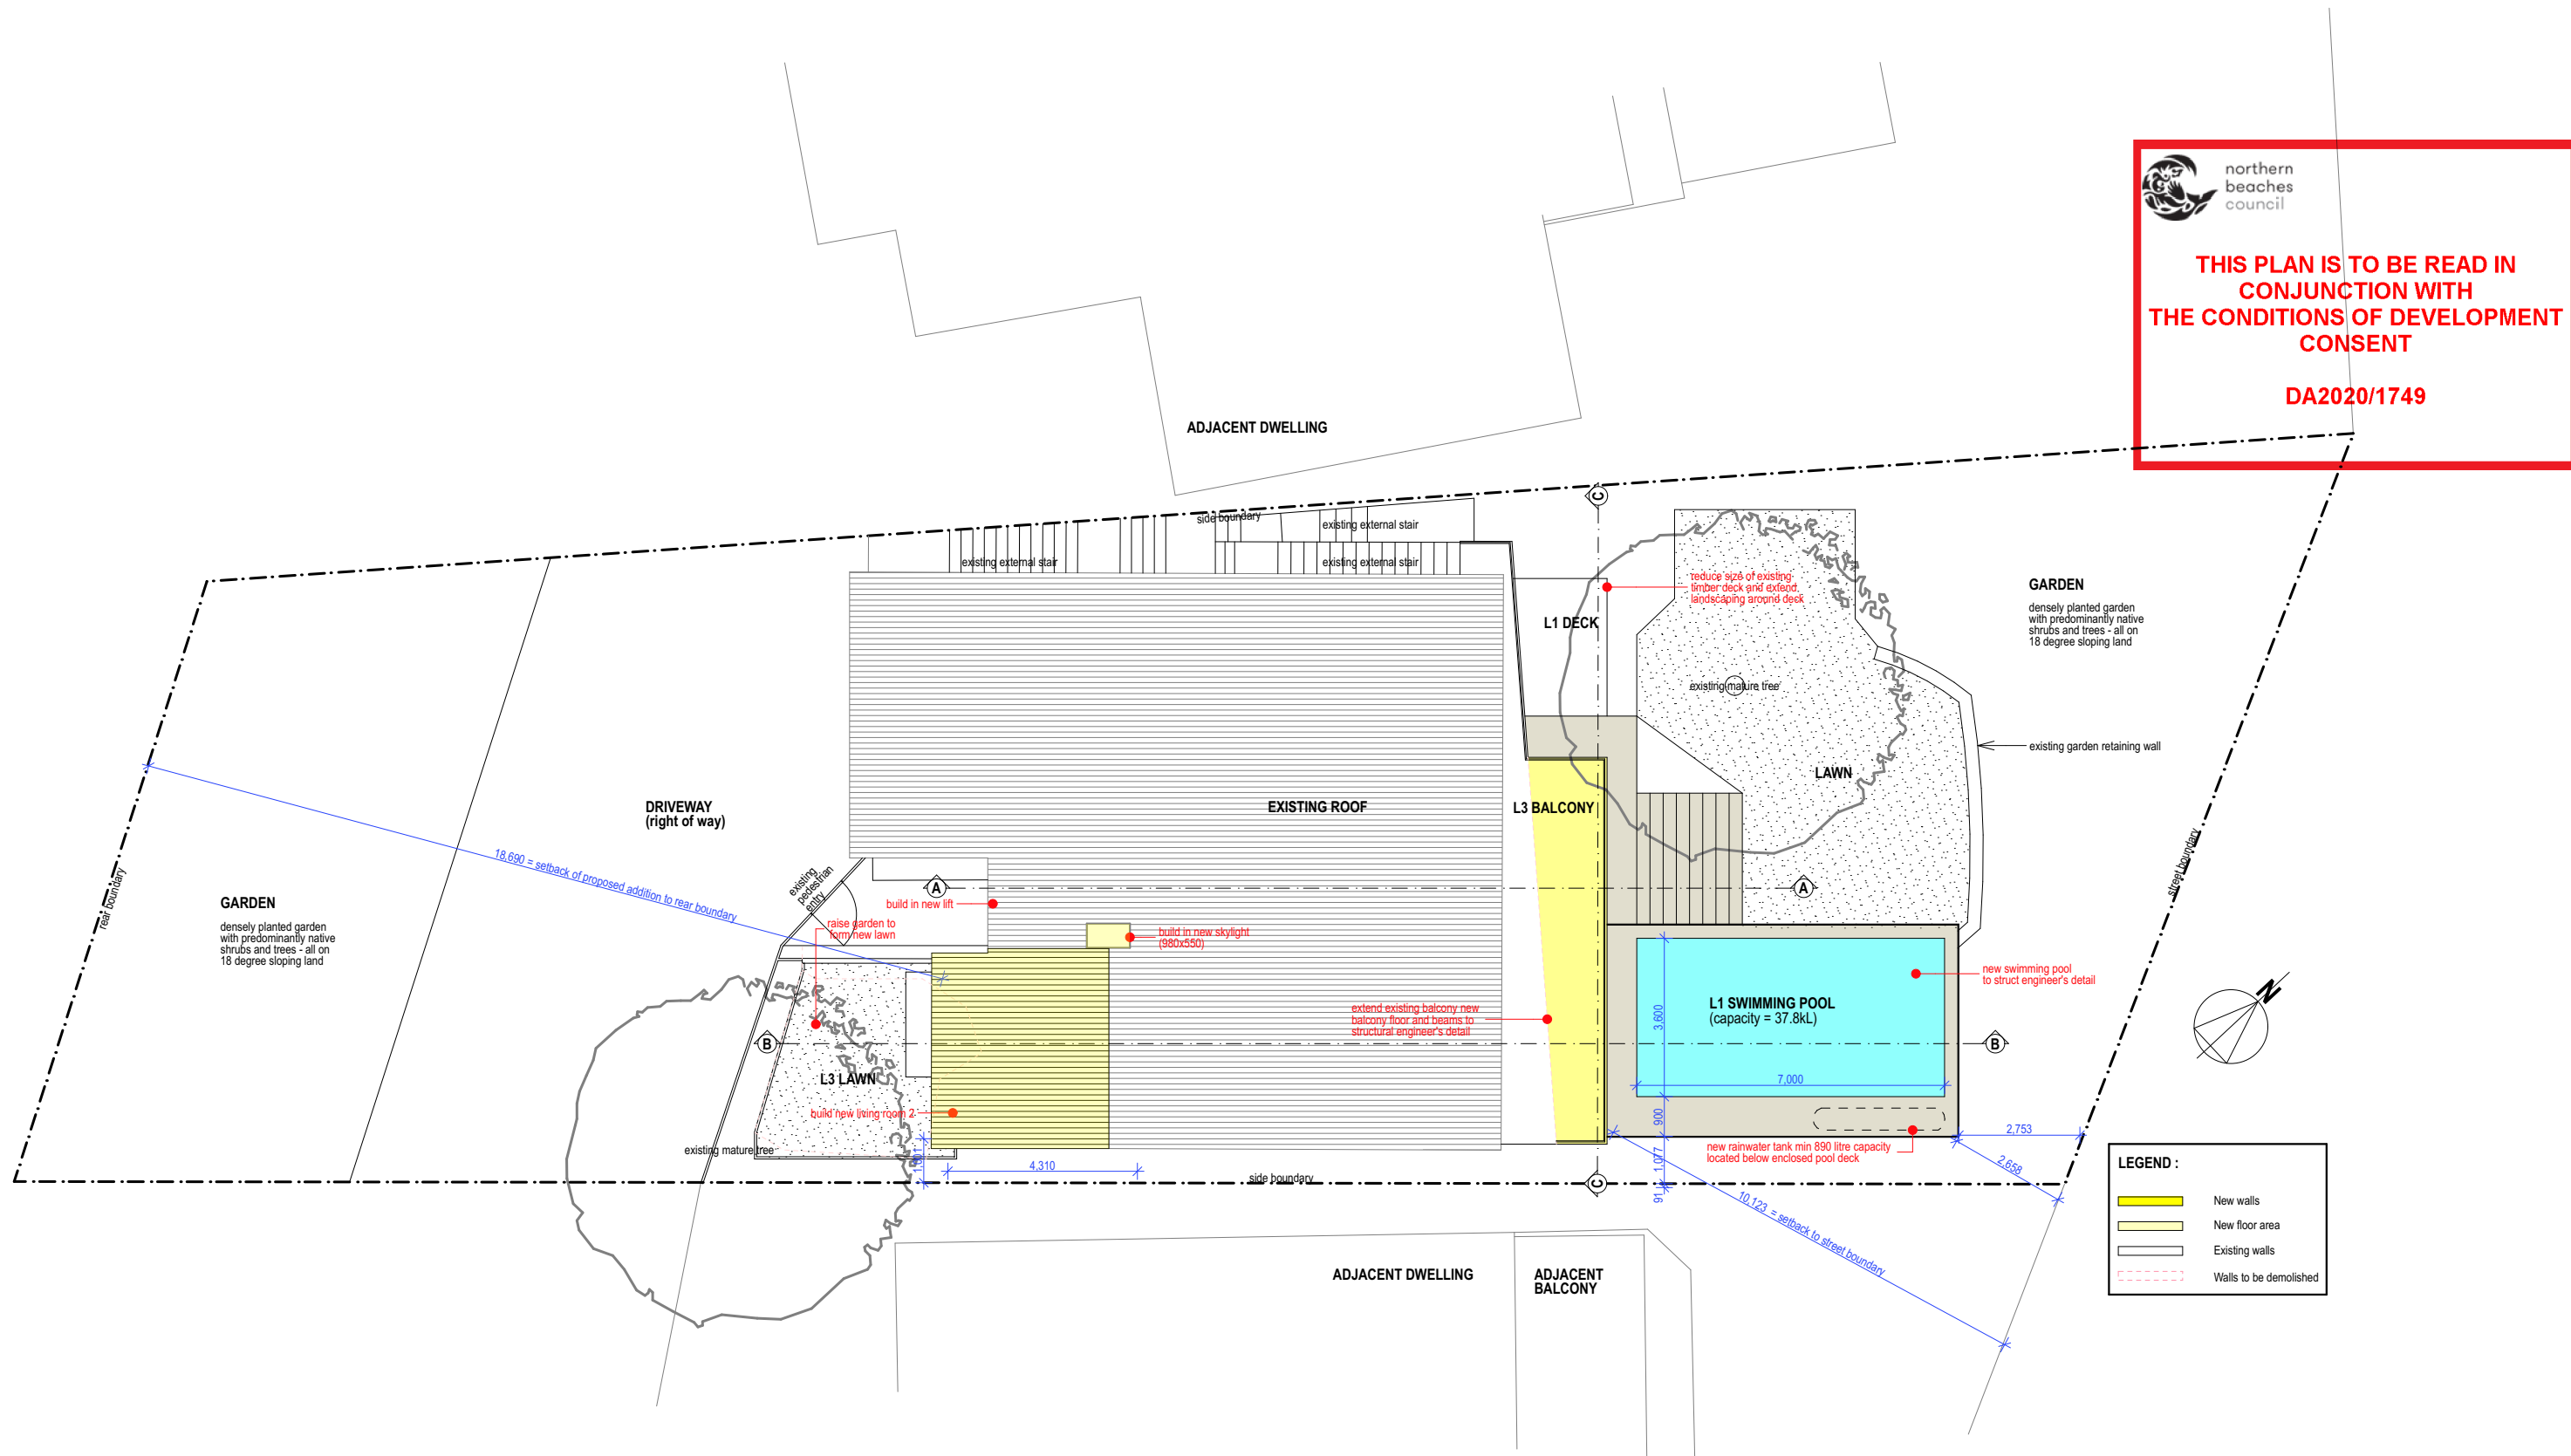 northern
beaches
council
THIS PLAN IS TO BE READ IN
CONJUNCTION WITH
THE CONDITIONS OF DEVELOPMENT
CONSENT
DA2020/1749
ADJACENT DWELLING
C
side boundary
existing external stair
existing external stair
existing external stair
reduce size of existing
timber deck and extend
landscaping around deck
L1 DECK
GARDEN
densely planted garden
with predominantly native
shrubs and trees - all on
18 degree sloping land
existing mature tree
existing garden retaining wall
LAWN
DRIVEWAY
(right of way)
EXISTING ROOF
L3 BALCONY
18,690 = setback of proposed addition to rear boundary
existing
pedestrian
entry
A
A
street boundary
rear boundary
GARDEN
densely planted garden
with predominantly native
shrubs and trees - all on
18 degree sloping land
build in new lift
raise garden to
form new lawn
build in new skylight
(980x550)
new swimming pool
to struct engineer's detail
L1 SWIMMING POOL
(capacity = 37.8kL)
3,600
extend existing balcony new
balcony floor and beams to
structural engineer's detail
N
B
B
L3 LAWN
7,000
build new living room 2
900
existing mature tree
1,001
4,310
new rainwater tank min 890 litre capacity
located below enclosed pool deck
1,077
91
2,753
2,658
side boundary
C
10,123 = setback to street boundary
ADJACENT DWELLING
ADJACENT
BALCONY
LEGEND :
New walls
New floor area
Existing walls
Walls to be demolished